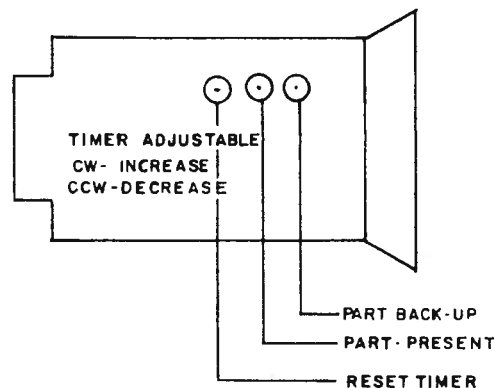 TIMER ADJUSTABLE
CW- INCREASE
CCW-DECREASE
PART BACK-UP
PART-PRESENT
RESET TIMER